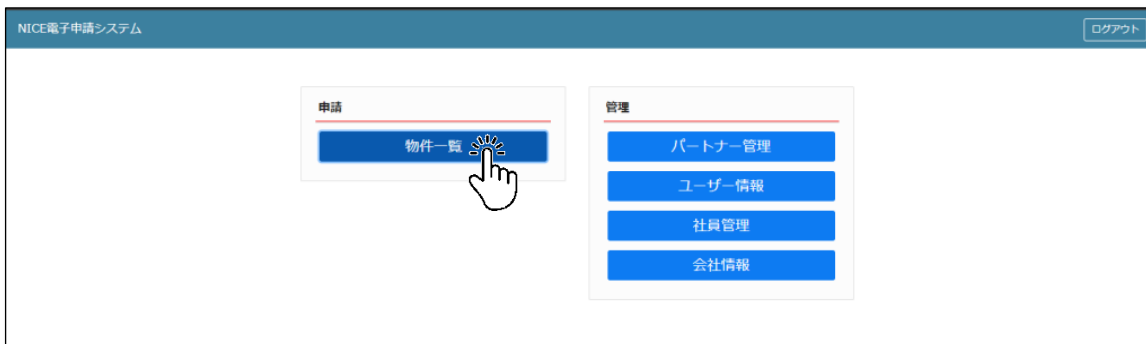 NICE電子申請システム
ログアウト
申請
物件一覧
管理
パートナー管理
ユーザー情報
社員管理
会社情報